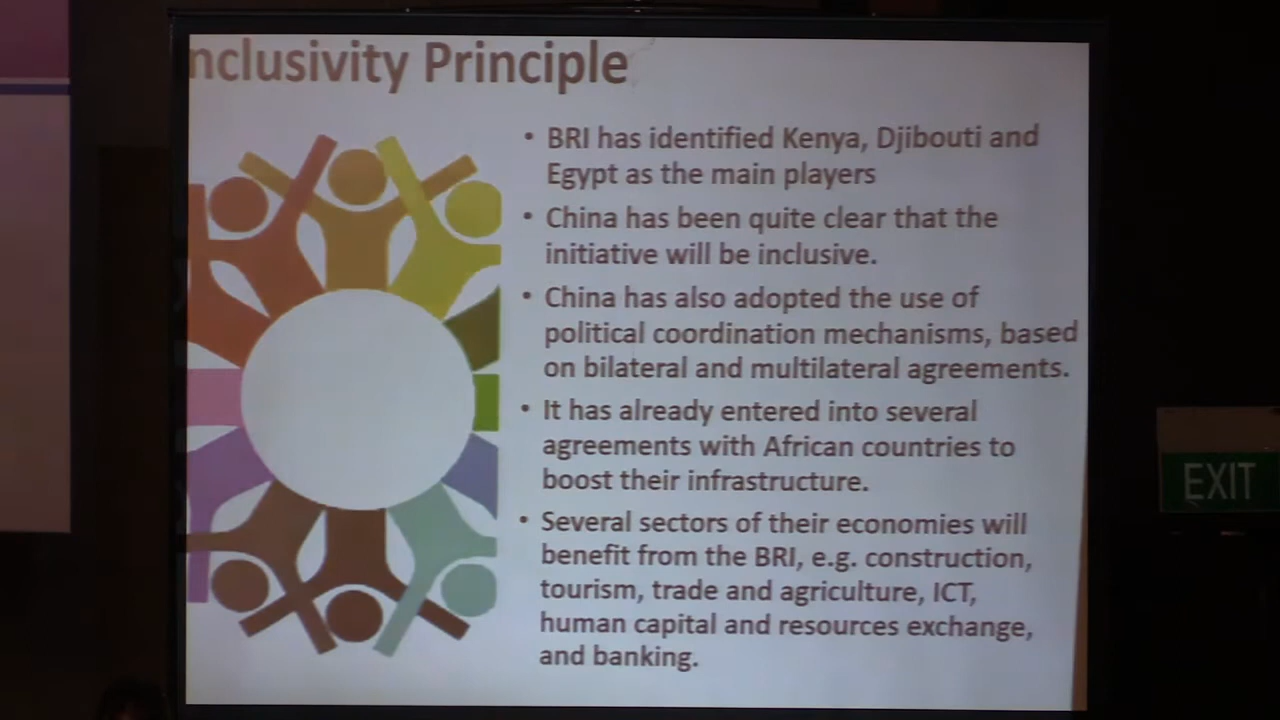 nclusivity Principle
• BRI has identified Kenya, Djibouti and
Egypt as the main players
• China has been quite clear that the
initiative will be inclusive.
• China has also adopted the use of
political coordination mechanisms, based
on bilateral and multilateral agreements.
• It has already entered into several
agreements with African countries to
boost their infrastructure.
• Several sectors of their economies will
benefit from the BRI, e.g. construction,
tourism, trade and agriculture, ICT,
human capital and resources exchange,
and banking.
EXIT